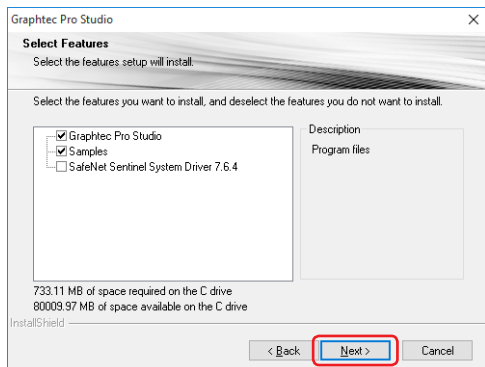 Graphtec Pro Studio
Select Features
Select the features setup will install.
Select the features you want to install, and deselect the features you do not want to install.
Graphtec Pro Studio
Samples
SafeNet Sentinel System Driver 7.6.4
Description
Program files
733.11 MB of space required on the C drive
80009.97 MB of space available on the C drive
InstallShield
< Back
Next >
Cancel